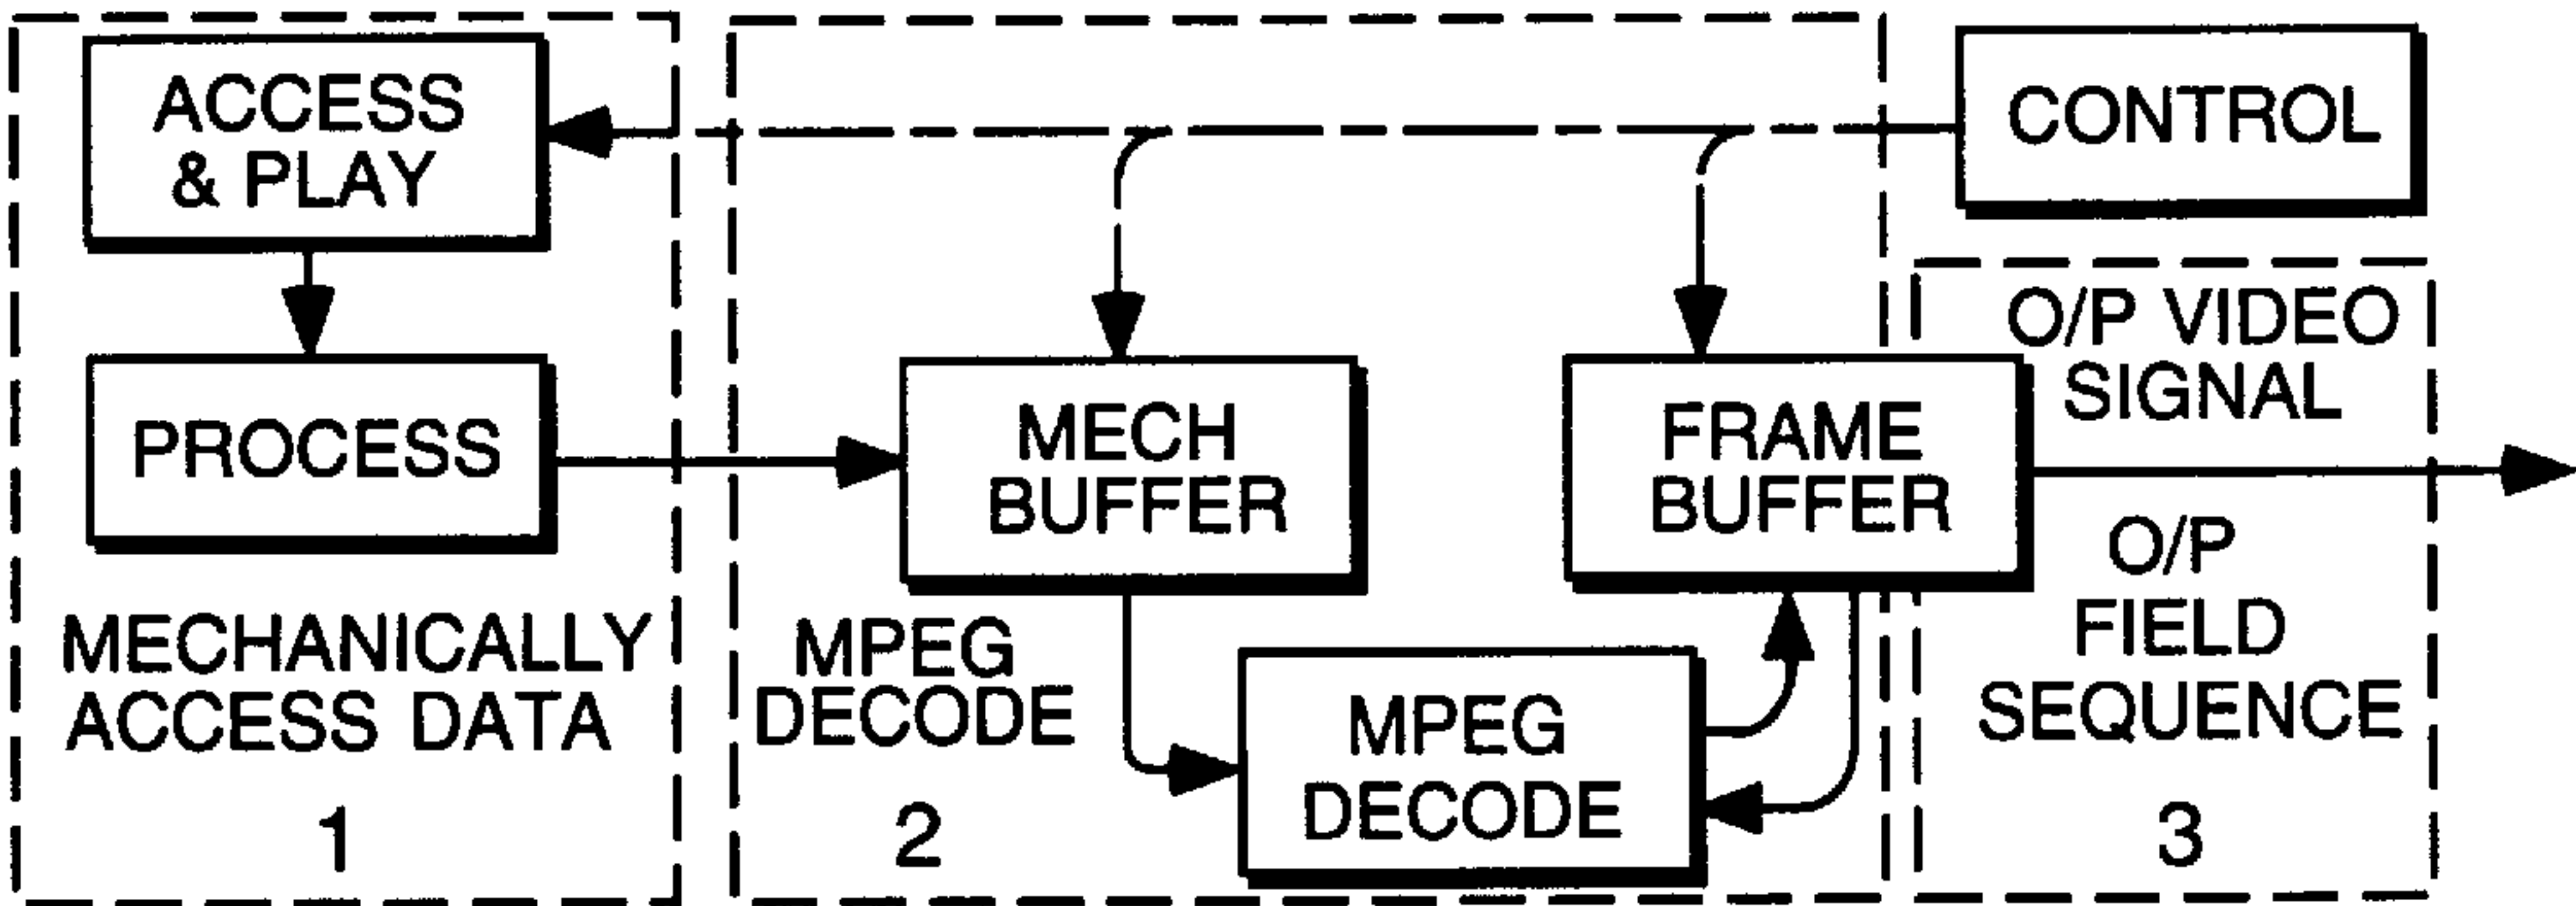 ACCESS
& PLAY
CONTROL
PROCESS
MECH
BUFFER
FRAME
BUFFER
O/P VIDEO
SIGNAL
MECHANICALLY
ACCESS DATA
1
MPEG
DECODE
2
MPEG
DECODE
O/P
FIELD
SEQUENCE
3